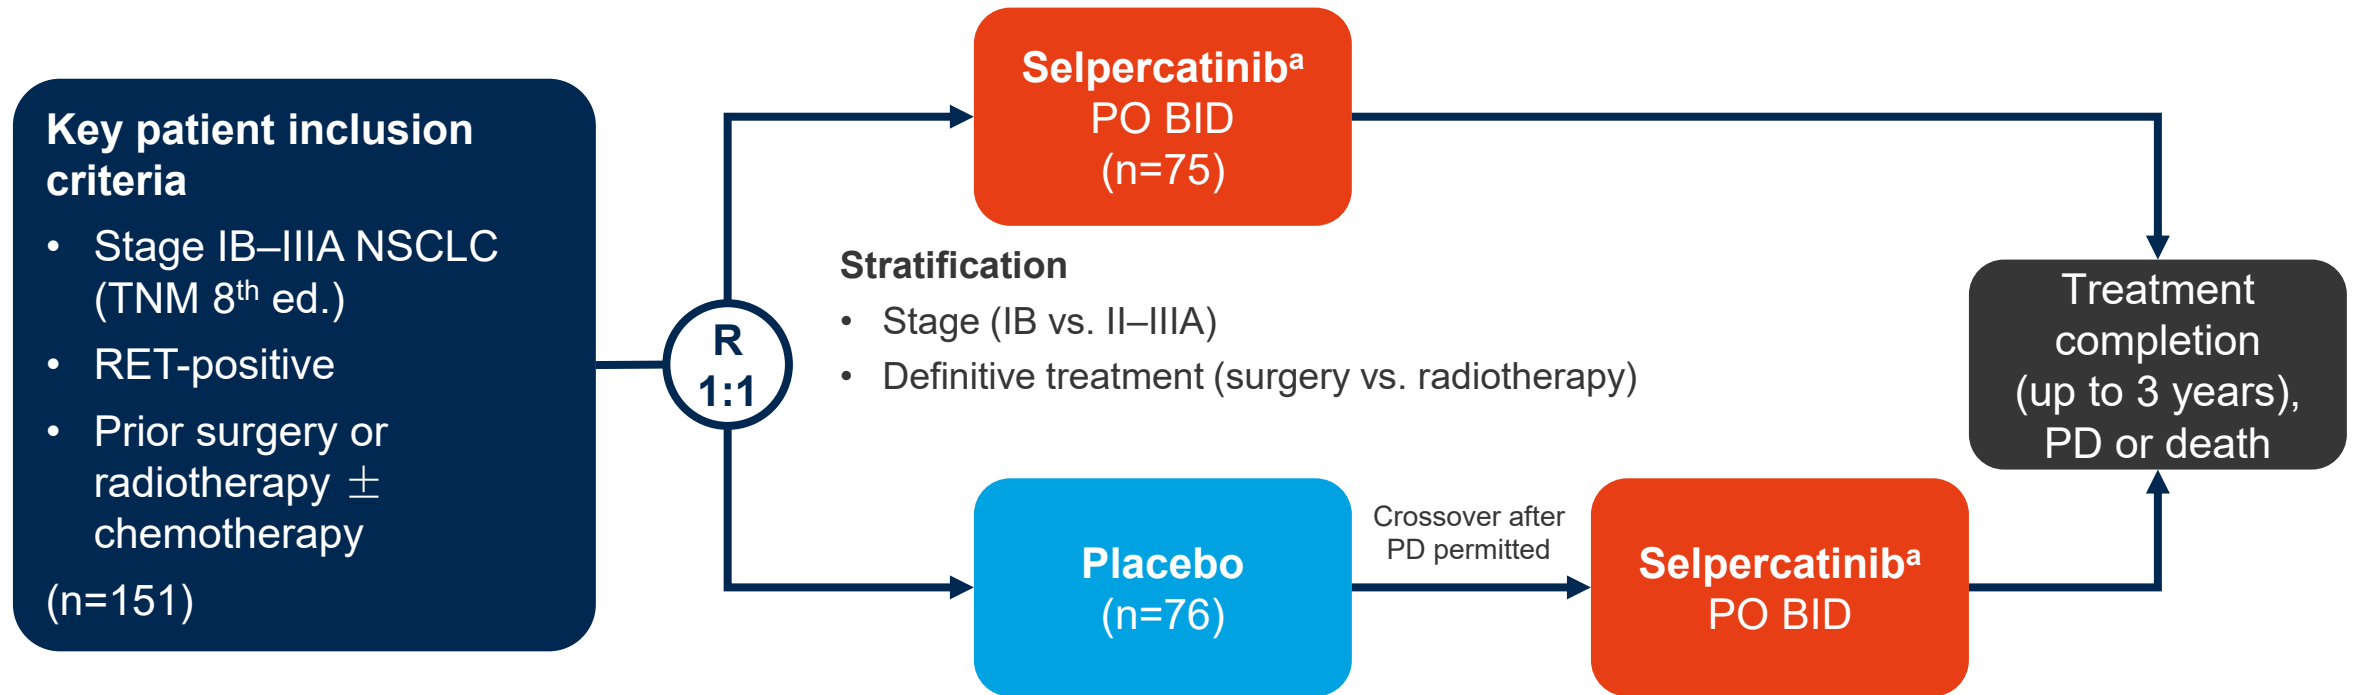 Key patient inclusion
criteria
• Stage IB–IIIA NSCLC
(TNM 8th ed.)
• RET-positive
• Prior surgery or
radiotherapy ±
chemotherapy
(n=151)
R
1:1
Selpercatinibᵃ
PO BID
(n=75)
Stratification
• Stage (IB vs. II–IIIA)
• Definitive treatment (surgery vs. radiotherapy)
Placebo
(n=76)
Crossover after
PD permitted
Selpercatinibᵃ
PO BID
Treatment
completion
(up to 3 years),
PD or death